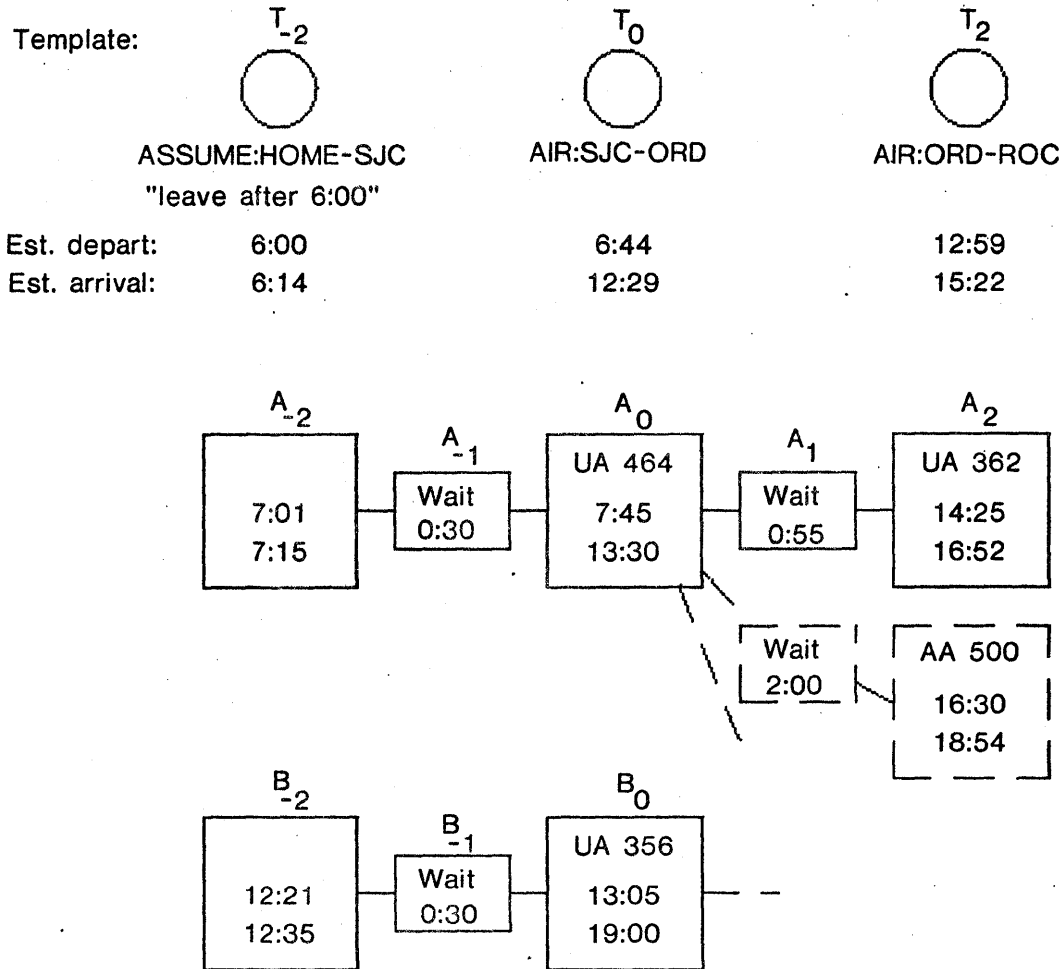 Template:
T-2
T0
T2
ASSUME:HOME-SJC
AIR:SJC-ORD
AIR:ORD-ROC
"leave after 6:00"
Est. depart: 6:00 6:44 12:59
Est. arrival: 6:14 12:29 15:22
A-2
7:01
7:15
A-1
Wait
0:30
A0
UA 464
7:45
13:30
A1
Wait
0:55
A2
UA 362
14:25
16:52
Wait
2:00
AA 500
16:30
18:54
B-2
12:21
12:35
B-1
Wait
0:30
B0
UA 356
13:05
19:00